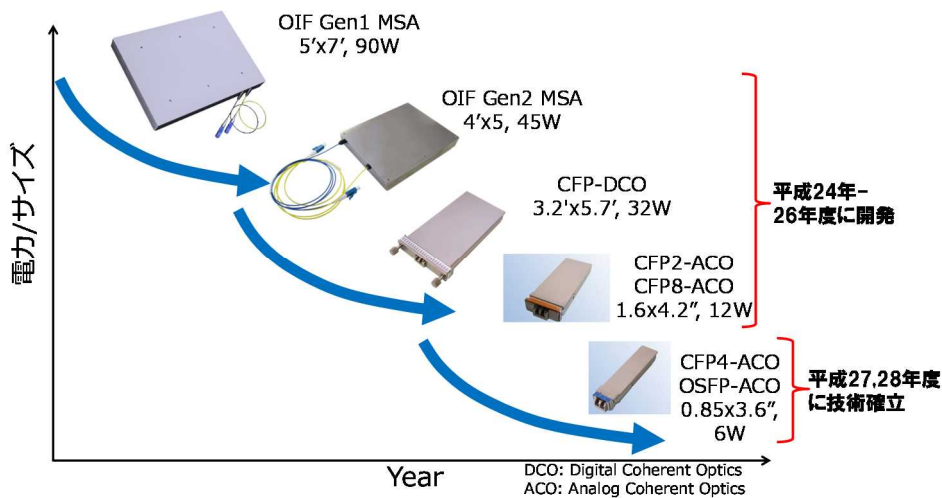 OIF Gen1 MSA
5’x7’, 90W
OIF Gen2 MSA
4’x5, 45W
CFP-DCO
3.2'x5.7’, 32W
平成24年-
26年度に開発
CFP2-ACO
CFP8-ACO
1.6x4.2”, 12W
CFP4-ACO
OSFP-ACO
0.85x3.6”,
6W
平成27,28年度
に技術確立
電力/サイズ
Year
DCO: Digital Coherent Optics
ACO: Analog Coherent Optics